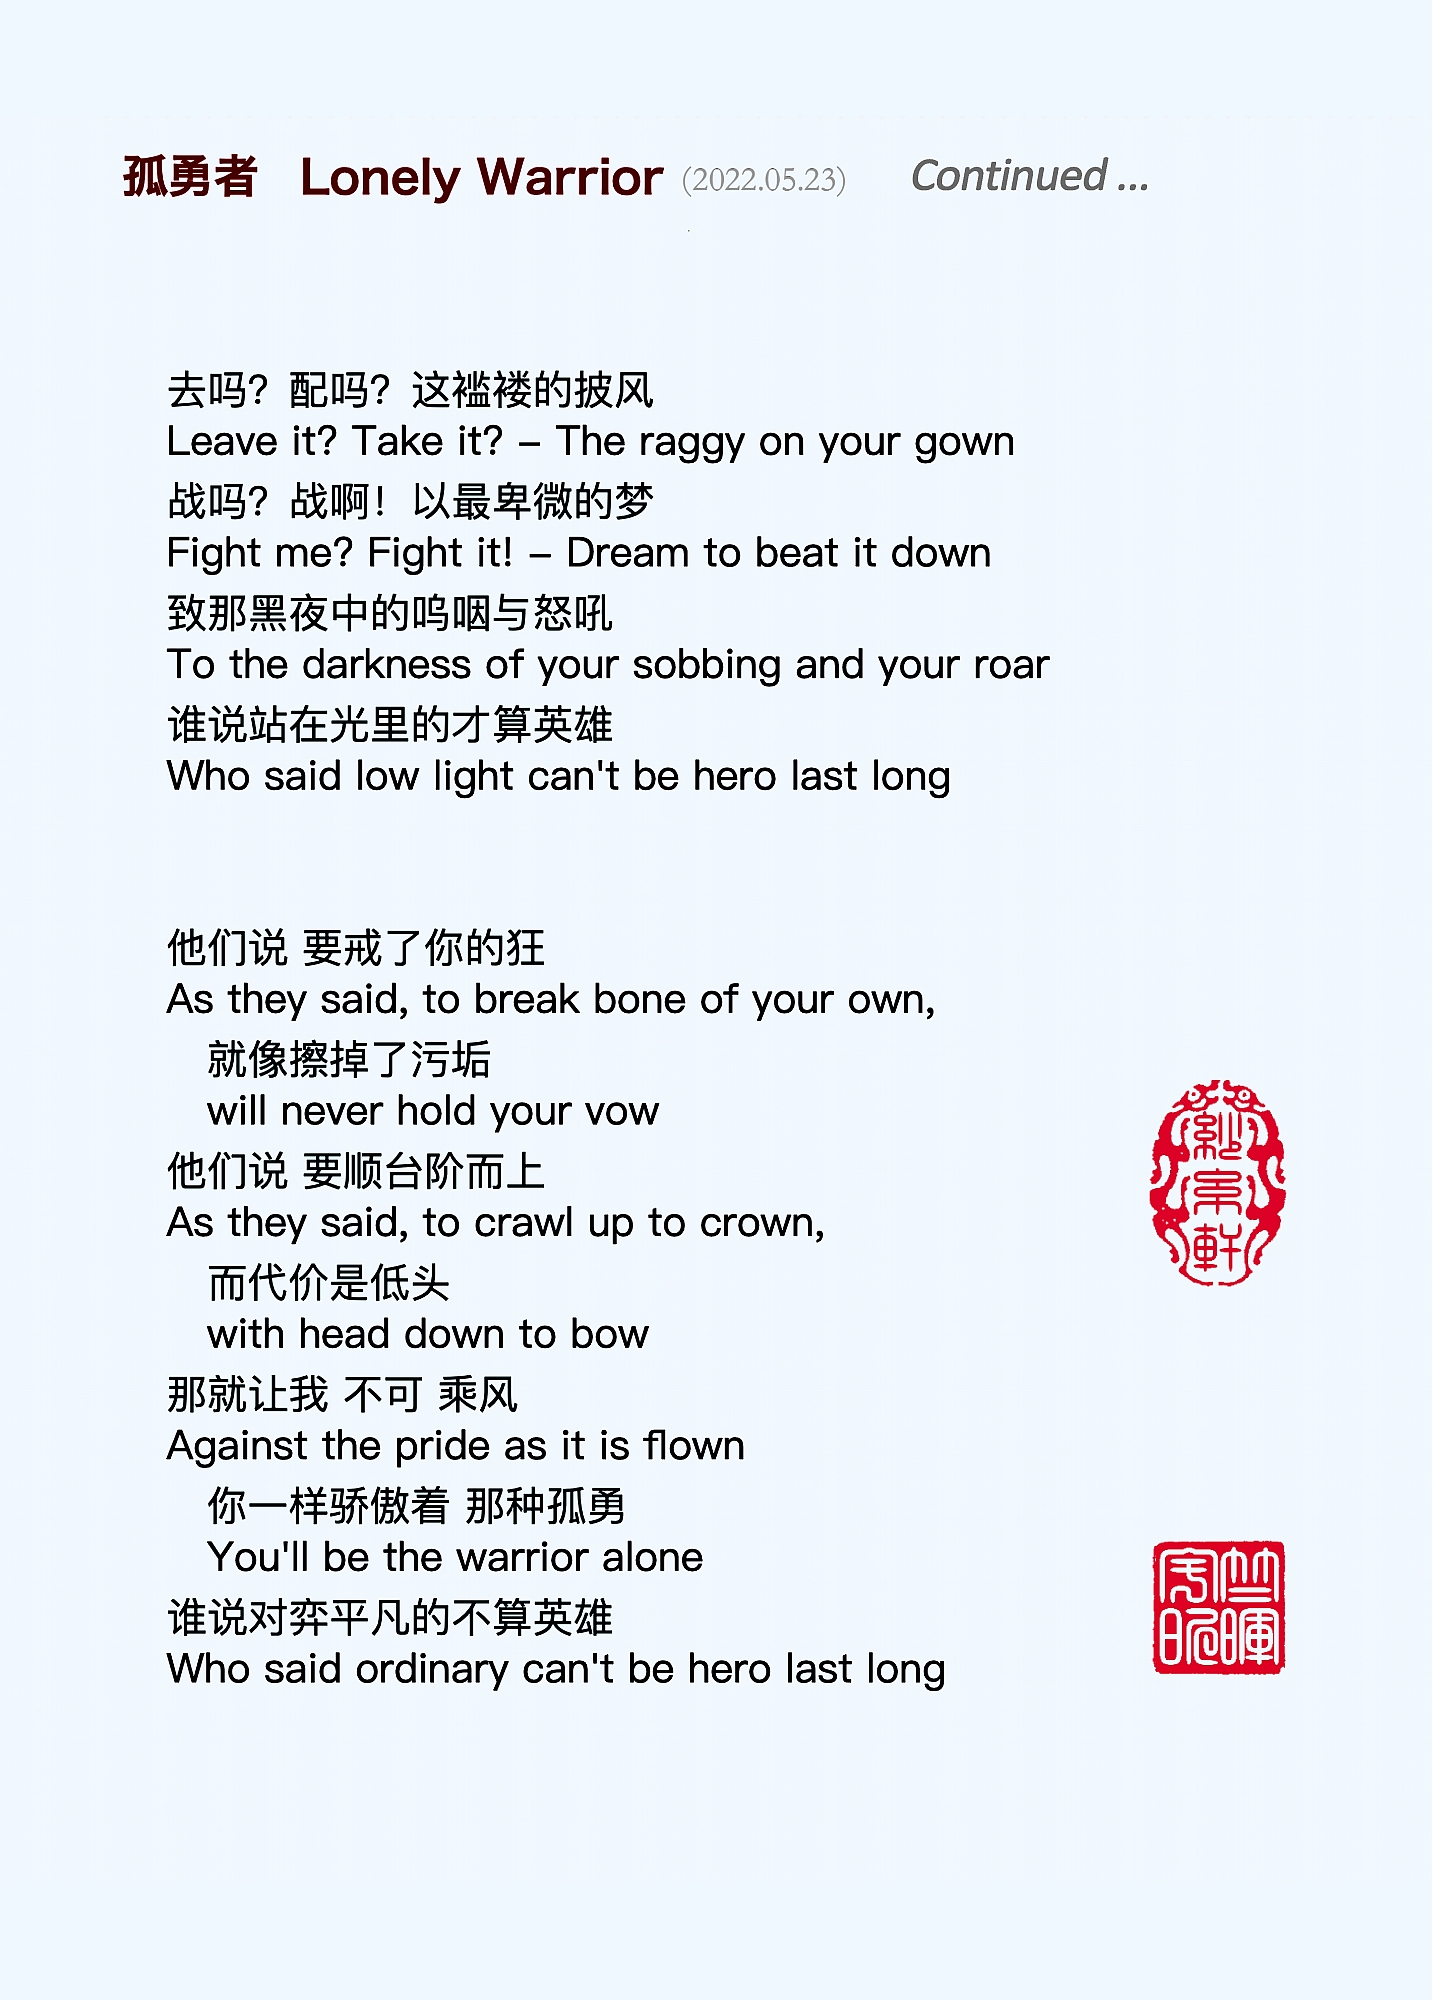 孤勇者 Lonely Warrior (2022.05.23) Continued ...
去吗？配吗？这褴褛的披风
Leave it? Take it? – The raggy on your gown
战吗？战啊！以最卑微的梦
Fight me? Fight it! – Dream to beat it down
致那黑夜中的呜咽与怒吼
To the darkness of your sobbing and your roar
谁说站在光里的才算英雄
Who said low light can't be hero last long
他们说 要戒了你的狂
As they said, to break bone of your own,
就像擦掉了污垢
will never hold your vow
他们说 要顺台阶而上
As they said, to crawl up to crown,
而代价是低头
with head down to bow
那就让我 不可 乘风
Against the pride as it is flown
你一样骄傲着 那种孤勇
You'll be the warrior alone
谁说对弈平凡的不算英雄
Who said ordinary can't be hero last long